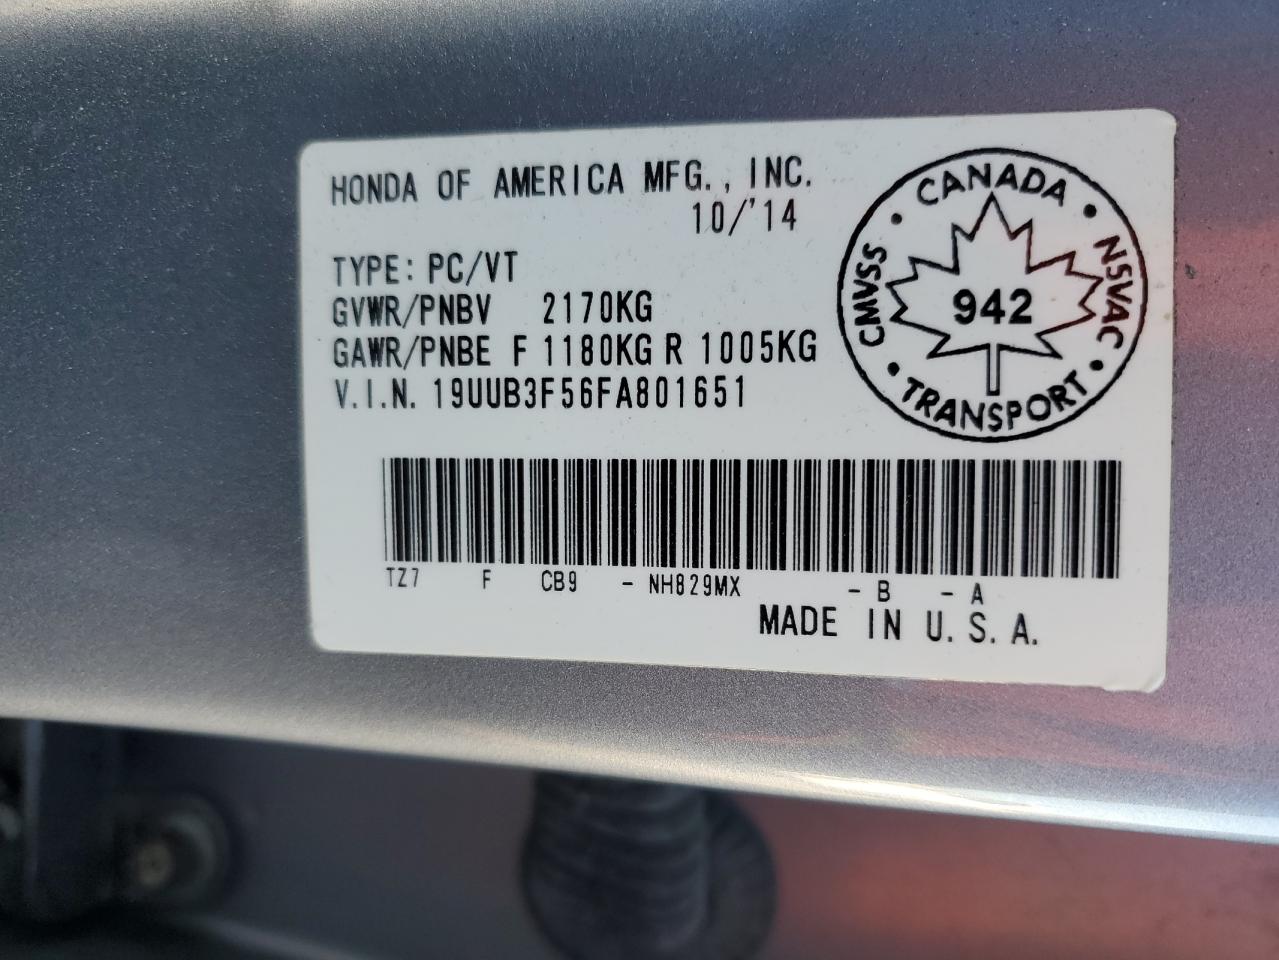 HONDA OF AMERICA MFG., INC.
10/'14
TYPE: PC/VT
GVWR/PNBV 2170KG
GAWR/PNBE F 1180KG R 1005KG
V.I.N. 19UUB3F56FA801651
CANADA
CMVSS
942
NSVAC
TRANSPORT
TZ7 F CB9 - NH829MX - B - A
MADE IN U.S.A.